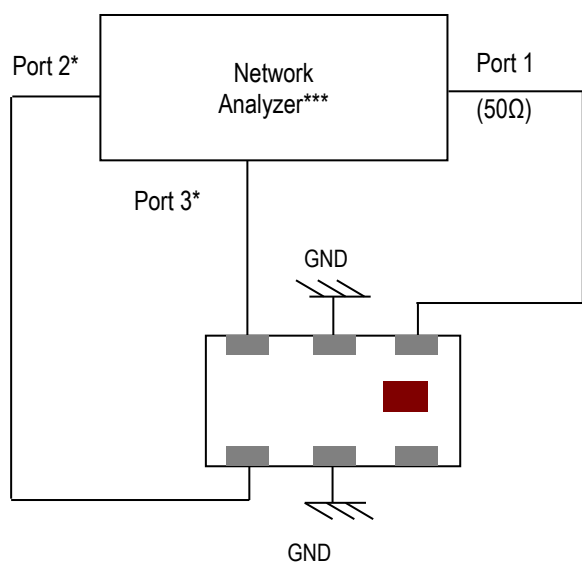 Port 2*
Network
Analyzer***
Port 1
(50Ω)
Port 3*
GND
GND